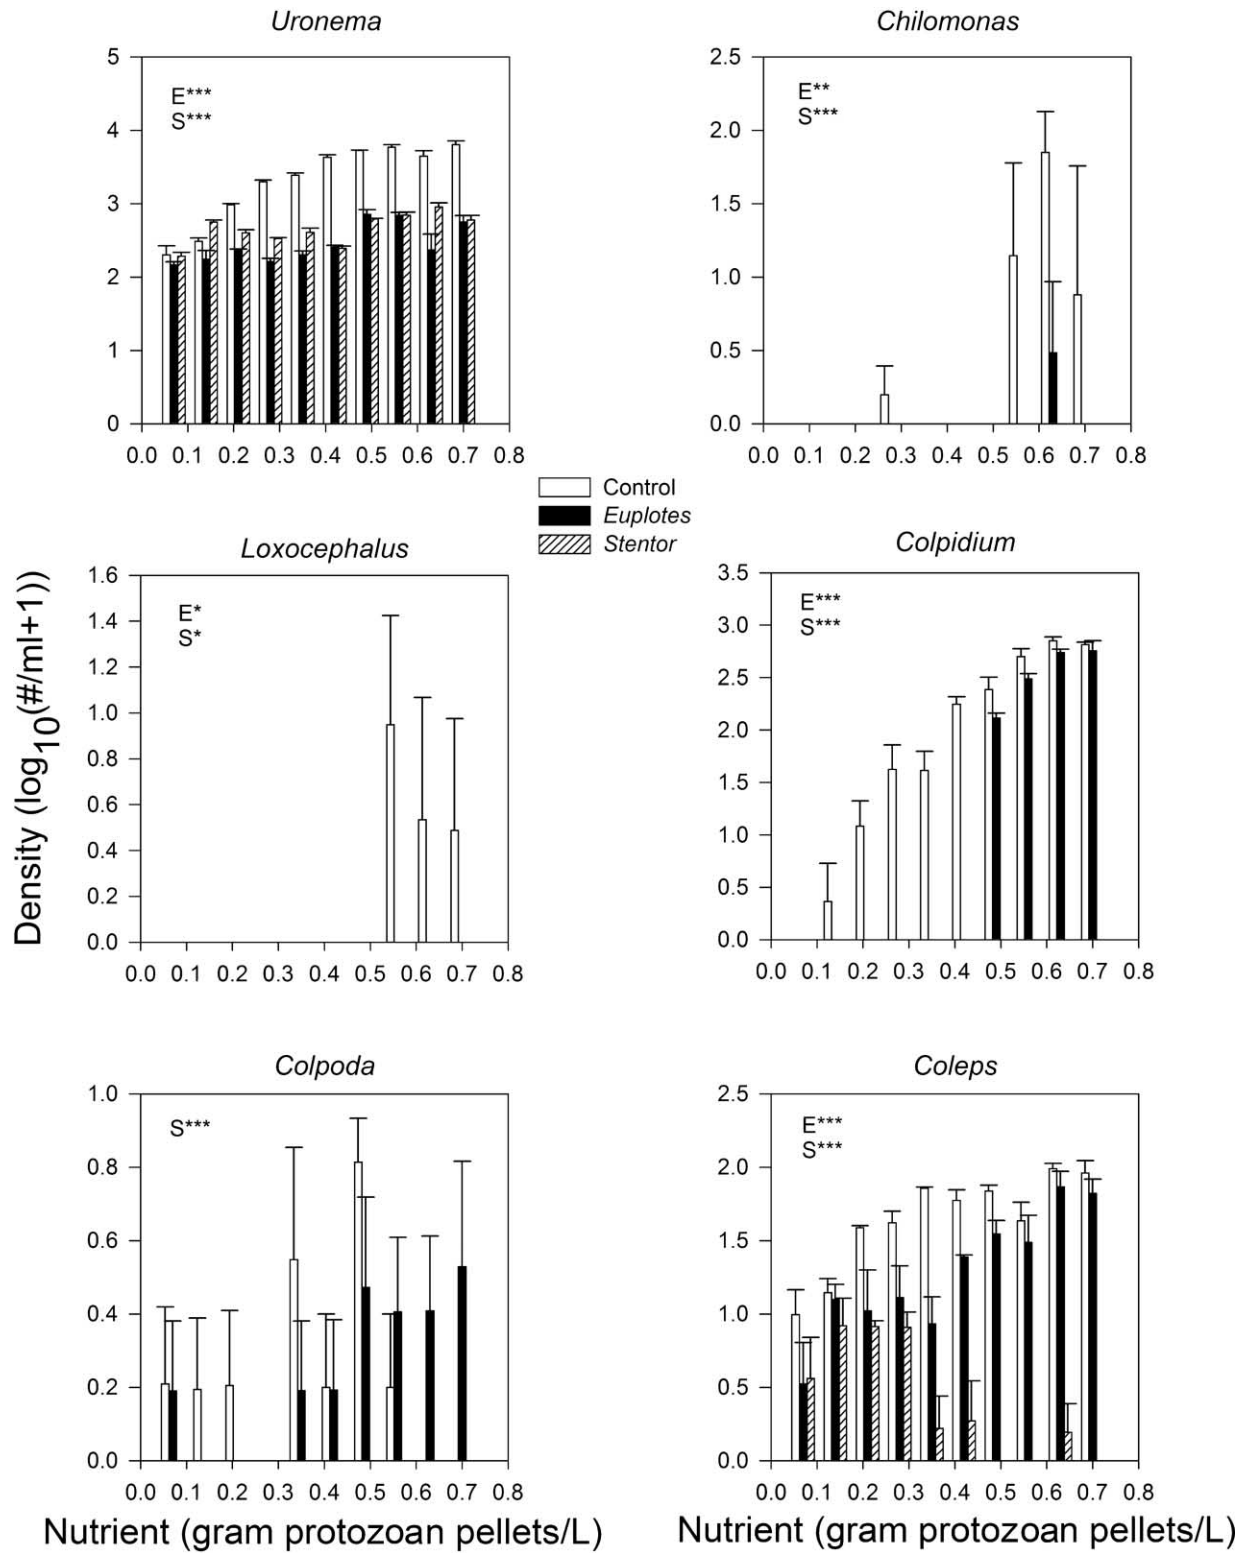 Uronema
5
4
3
2
1
0
E***
S***
0.0 0.1 0.2 0.3 0.4 0.5 0.6 0.7 0.8
Chilomonas
2.5
2.0
1.5
1.0
0.5
0.0
E**
S***
0.0 0.1 0.2 0.3 0.4 0.5 0.6 0.7 0.8
Control
Euplotes
Stentor
Density (log10(#/ml+1))
Loxocephalus
1.6
1.4
1.2
1.0
0.8
0.6
0.4
0.2
0.0
E*
S*
0.0 0.1 0.2 0.3 0.4 0.5 0.6 0.7 0.8
Colpidium
3.5
3.0
2.5
2.0
1.5
1.0
0.5
0.0
E***
S***
0.0 0.1 0.2 0.3 0.4 0.5 0.6 0.7 0.8
Colpoda
1.0
0.8
0.6
0.4
0.2
0.0
S***
0.0 0.1 0.2 0.3 0.4 0.5 0.6 0.7 0.8
Nutrient (gram protozoan pellets/L)
Coleps
2.5
2.0
1.5
1.0
0.5
0.0
E***
S***
0.0 0.1 0.2 0.3 0.4 0.5 0.6 0.7 0.8
Nutrient (gram protozoan pellets/L)